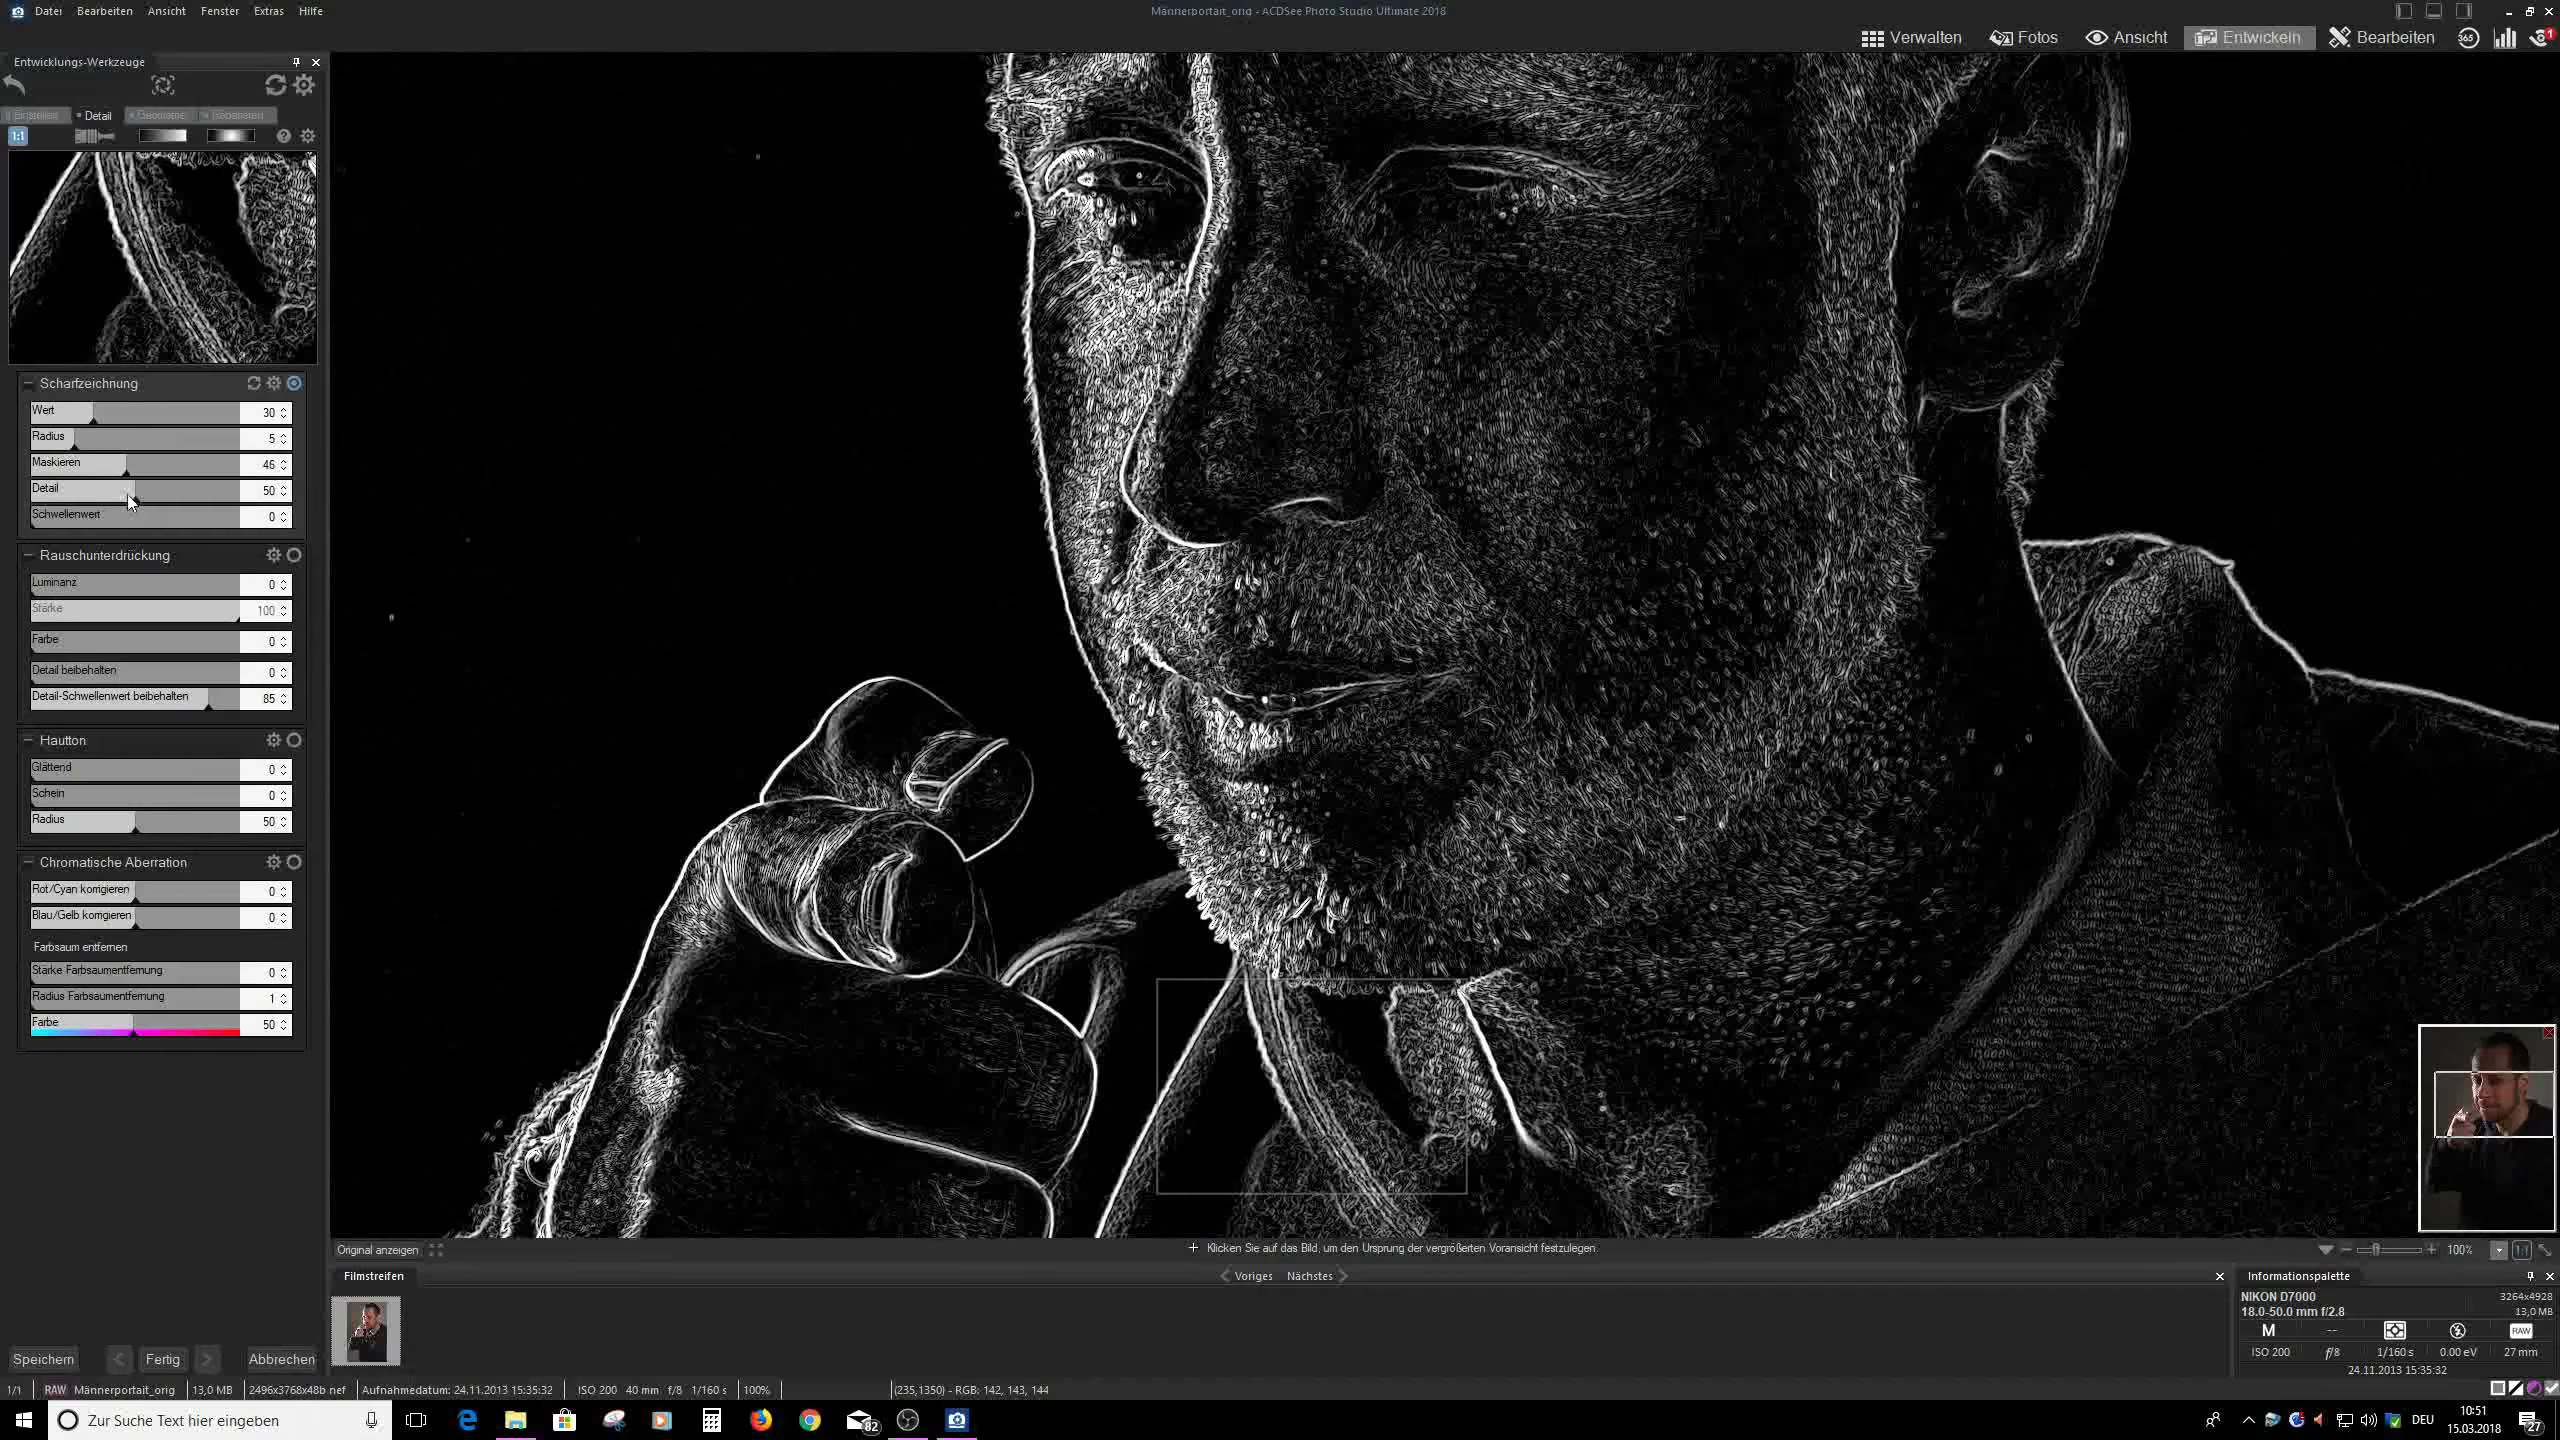 Datei Bearbeiten Ansicht Fenster Extras Hilfe
Männerportait_orig - ACDSee Photo Studio Ultimate 2018
Verwalten Fotos Ansicht Entwickeln Bearbeiten 365 1
Entwicklungs-Werkzeuge
Detail
1:1
Scharfzeichnung
Wert 30
Radius 5
Maskieren 46
Detail 50
Schwellenwert 0
Rauschunterdrückung
Luminanz 0
Stärke 100
Farbe 0
Detail beibehalten 0
Detail-Schwellenwert beibehalten 85
Hautton
Glättend 0
Schein 0
Radius 50
Chromatische Aberration
Rot/Cyan korrigieren 0
Blau/Gelb korrigieren 0
Farbsaum entfernen
Stärke Farbsaumentfernung 0
Radius Farbsaumentfernung 1
Farbe 50
Original anzeigen
Klicken Sie auf das Bild, um den Ursprung der vergrößerten Voransicht festzulegen
100% 1:1
Filmstreifen
Voriges Nächstes
Informationspalette
NIKON D7000 3264x4928
18.0-50.0 mm f/2.8 13,0 MB
M -- RAW
ISO 200 f/8 1/160 s 0.00 eV 27 mm
24.11.2013 15:35:32
Speichern Fertig Abbrechen
1/1 RAW Männerportait_orig 13,0 MB 2496x3768x48b nef Aufnahmedatum: 24.11.2013 15:35:32 ISO 200 40 mm f/8 1/160 s 100% (235,1350) - RGB: 142, 143, 144
Zur Suche Text hier eingeben
82
DEU
10:51
15.03.2018
27